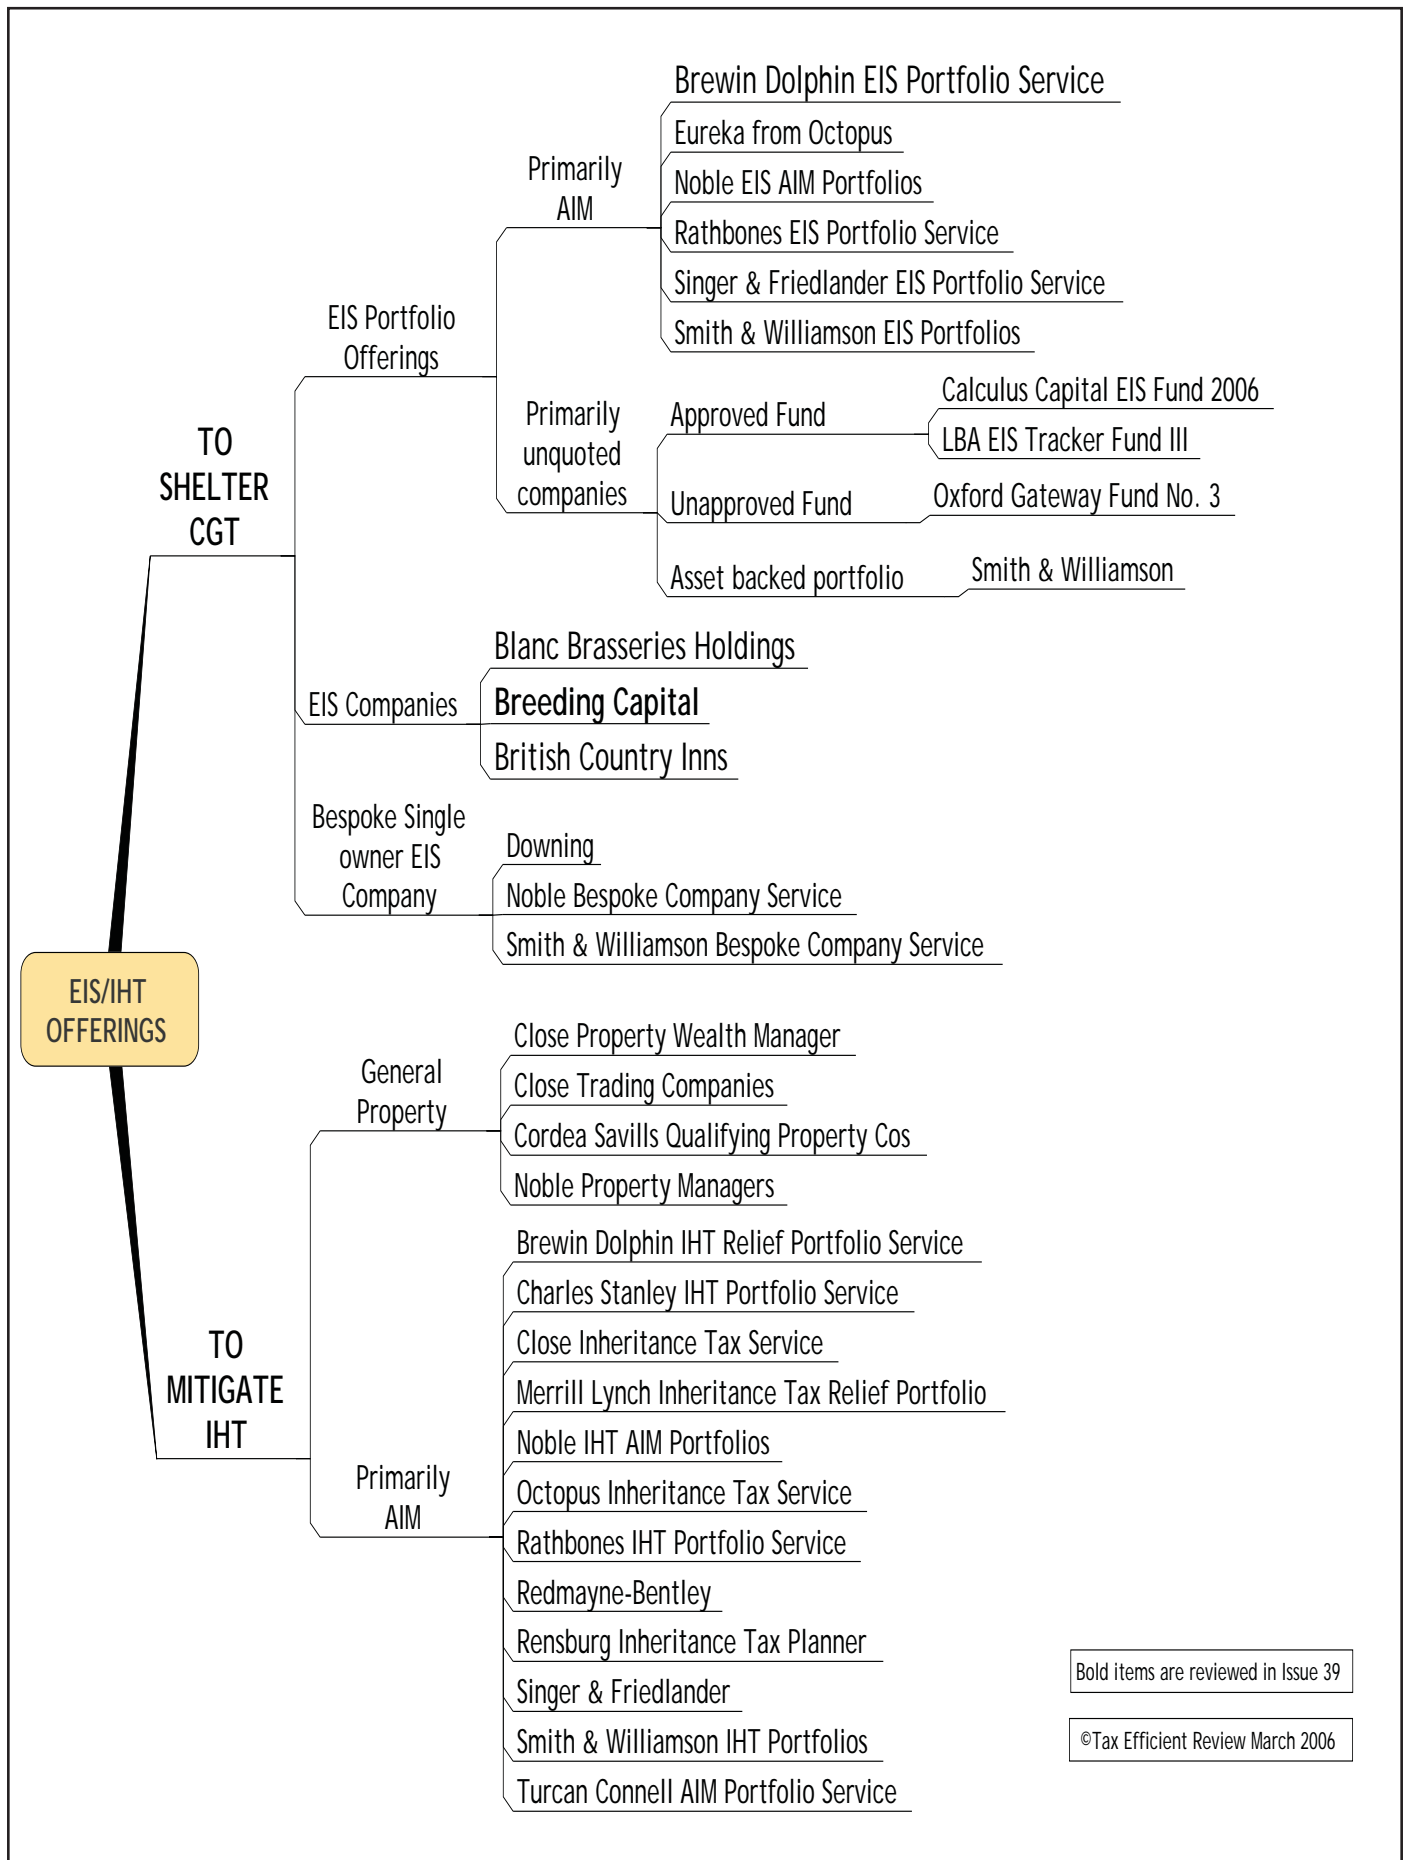 EIS/IHT
OFFERINGS
TO
SHELTER
CGT
EIS Portfolio
Offerings
Primarily
AIM
Brewin Dolphin EIS Portfolio Service
Eureka from Octopus
Noble EIS AIM Portfolios
Rathbones EIS Portfolio Service
Singer & Friedlander EIS Portfolio Service
Smith & Williamson EIS Portfolios
Primarily
unquoted
companies
Approved Fund
Calculus Capital EIS Fund 2006
LBA EIS Tracker Fund III
Unapproved Fund
Oxford Gateway Fund No. 3
Asset backed portfolio
Smith & Williamson
EIS Companies
Blanc Brasseries Holdings
Breeding Capital
British Country Inns
Bespoke Single
owner EIS
Company
Downing
Noble Bespoke Company Service
Smith & Williamson Bespoke Company Service
TO
MITIGATE
IHT
General
Property
Close Property Wealth Manager
Close Trading Companies
Cordea Savills Qualifying Property Cos
Noble Property Managers
Primarily
AIM
Brewin Dolphin IHT Relief Portfolio Service
Charles Stanley IHT Portfolio Service
Close Inheritance Tax Service
Merrill Lynch Inheritance Tax Relief Portfolio
Noble IHT AIM Portfolios
Octopus Inheritance Tax Service
Rathbones IHT Portfolio Service
Redmayne-Bentley
Rensburg Inheritance Tax Planner
Singer & Friedlander
Smith & Williamson IHT Portfolios
Turcan Connell AIM Portfolio Service
Bold items are reviewed in Issue 39
©Tax Efficient Review March 2006